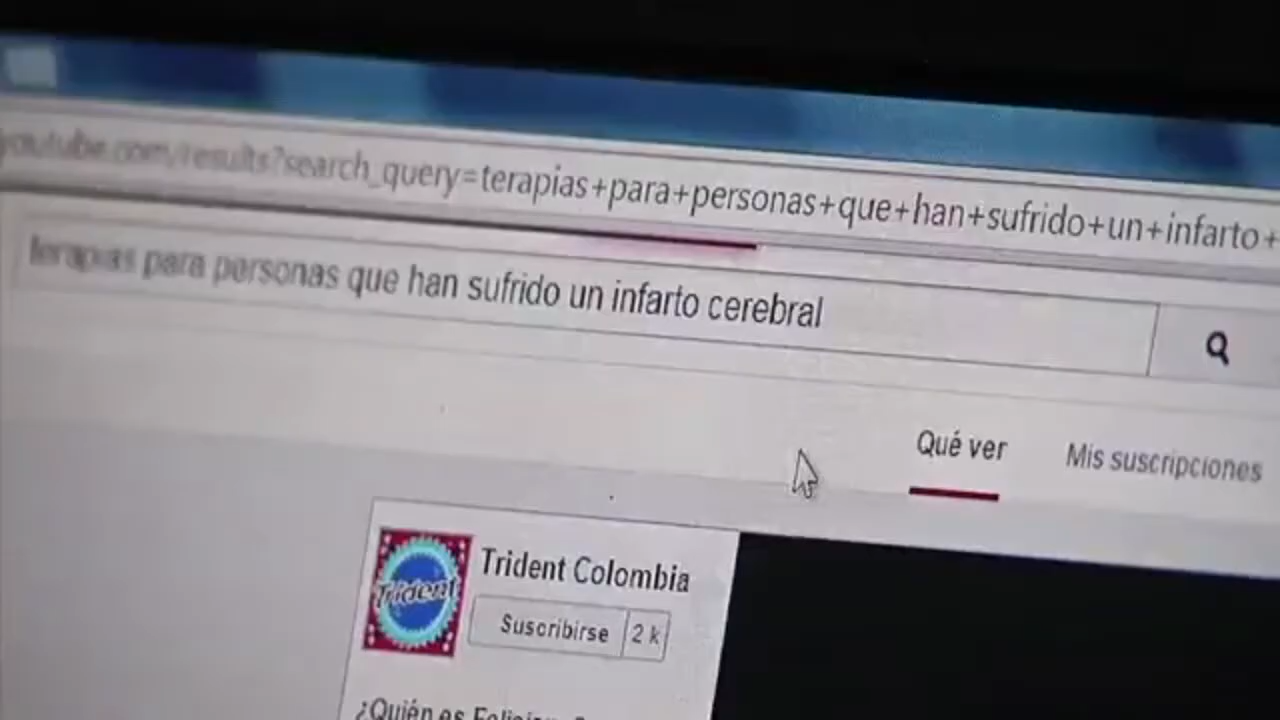 youtube.com/results?search_query=terapias+para+personas+que+han+sufrido+un+infarto+
terapias para personas que han sufrido un infarto cerebral
Qué ver
Mis suscripciones
Trident
Trident Colombia
Suscribirse
2 k
¿Quién es